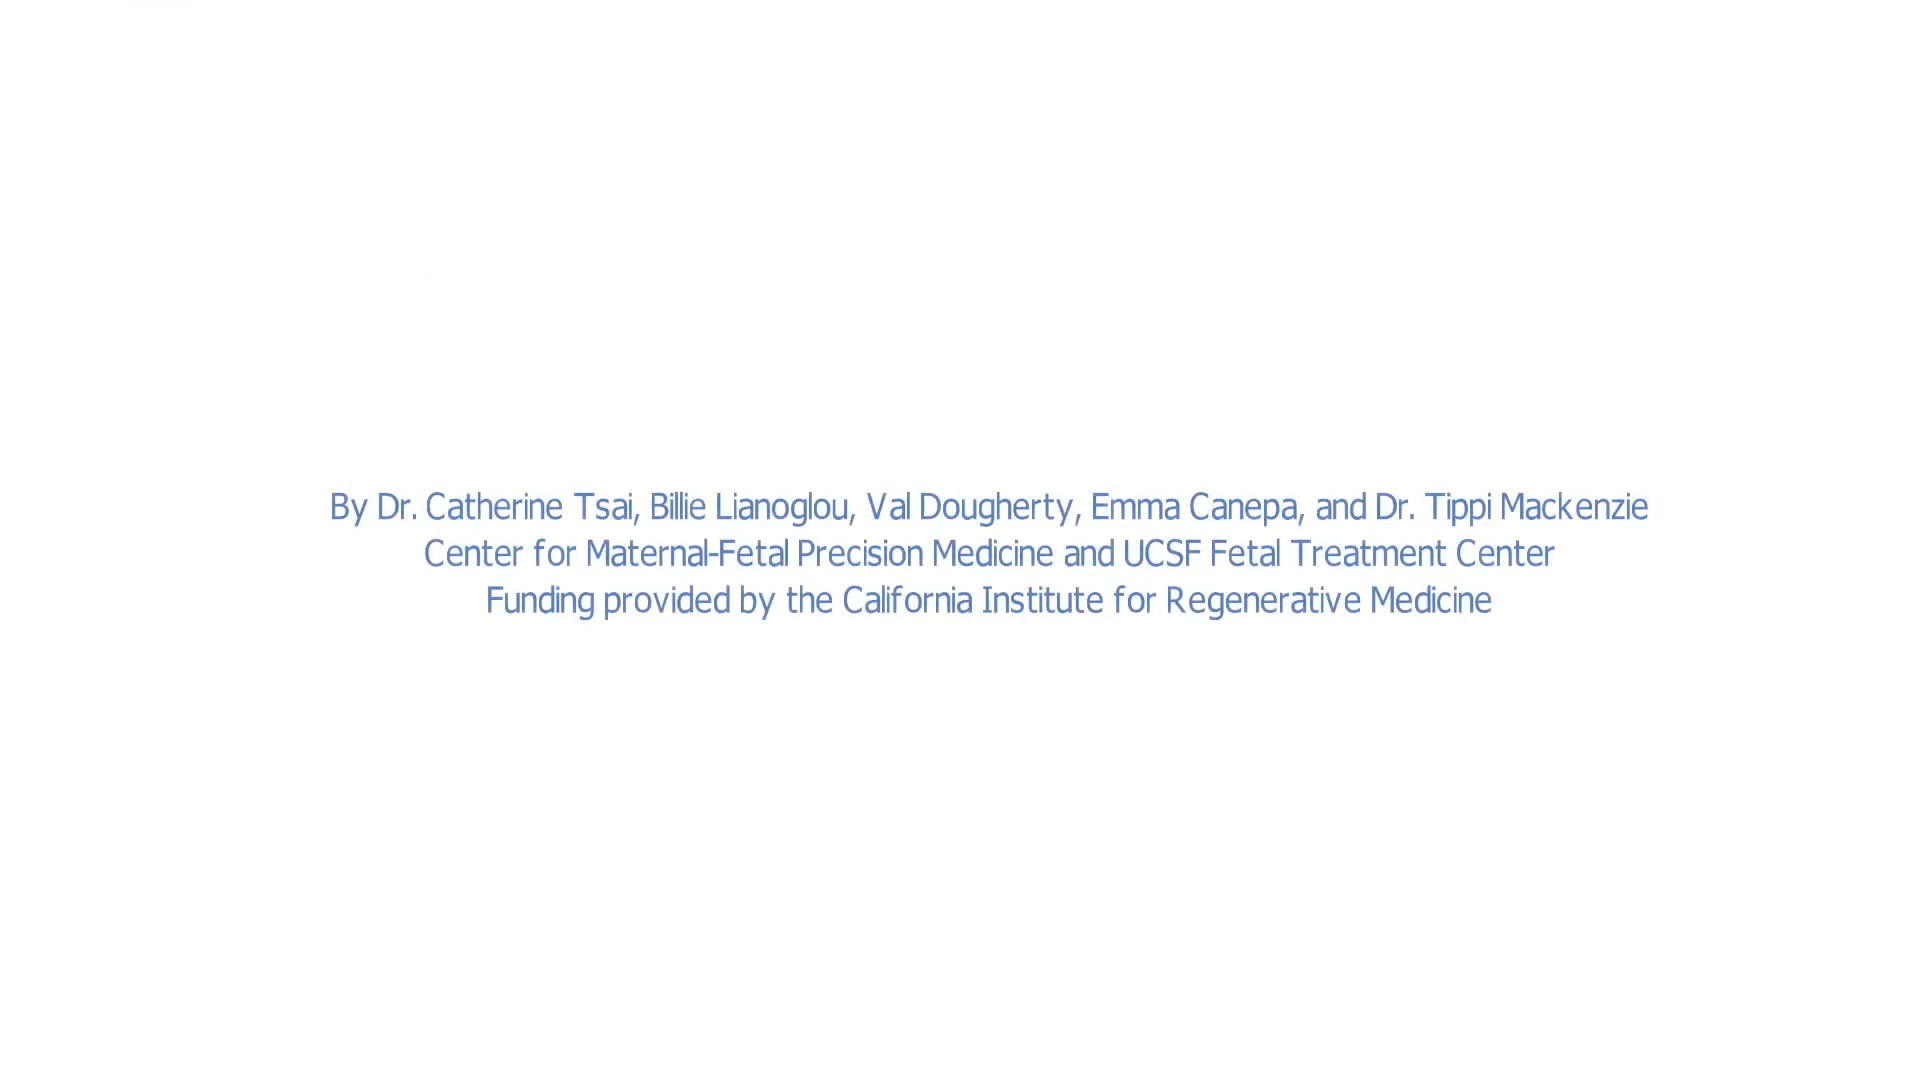 By Dr. Catherine Tsai, Billie Lianoglou, Val Dougherty, Emma Canepa, and Dr. Tippi Mackenzie
Center for Maternal-Fetal Precision Medicine and UCSF Fetal Treatment Center
Funding provided by the California Institute for Regenerative Medicine